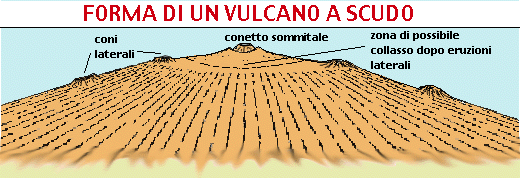 FORMA DI UN VULCANO A SCUDO
coni
laterali
conetto sommitale
zona di possibile
collasso dopo eruzioni
laterali